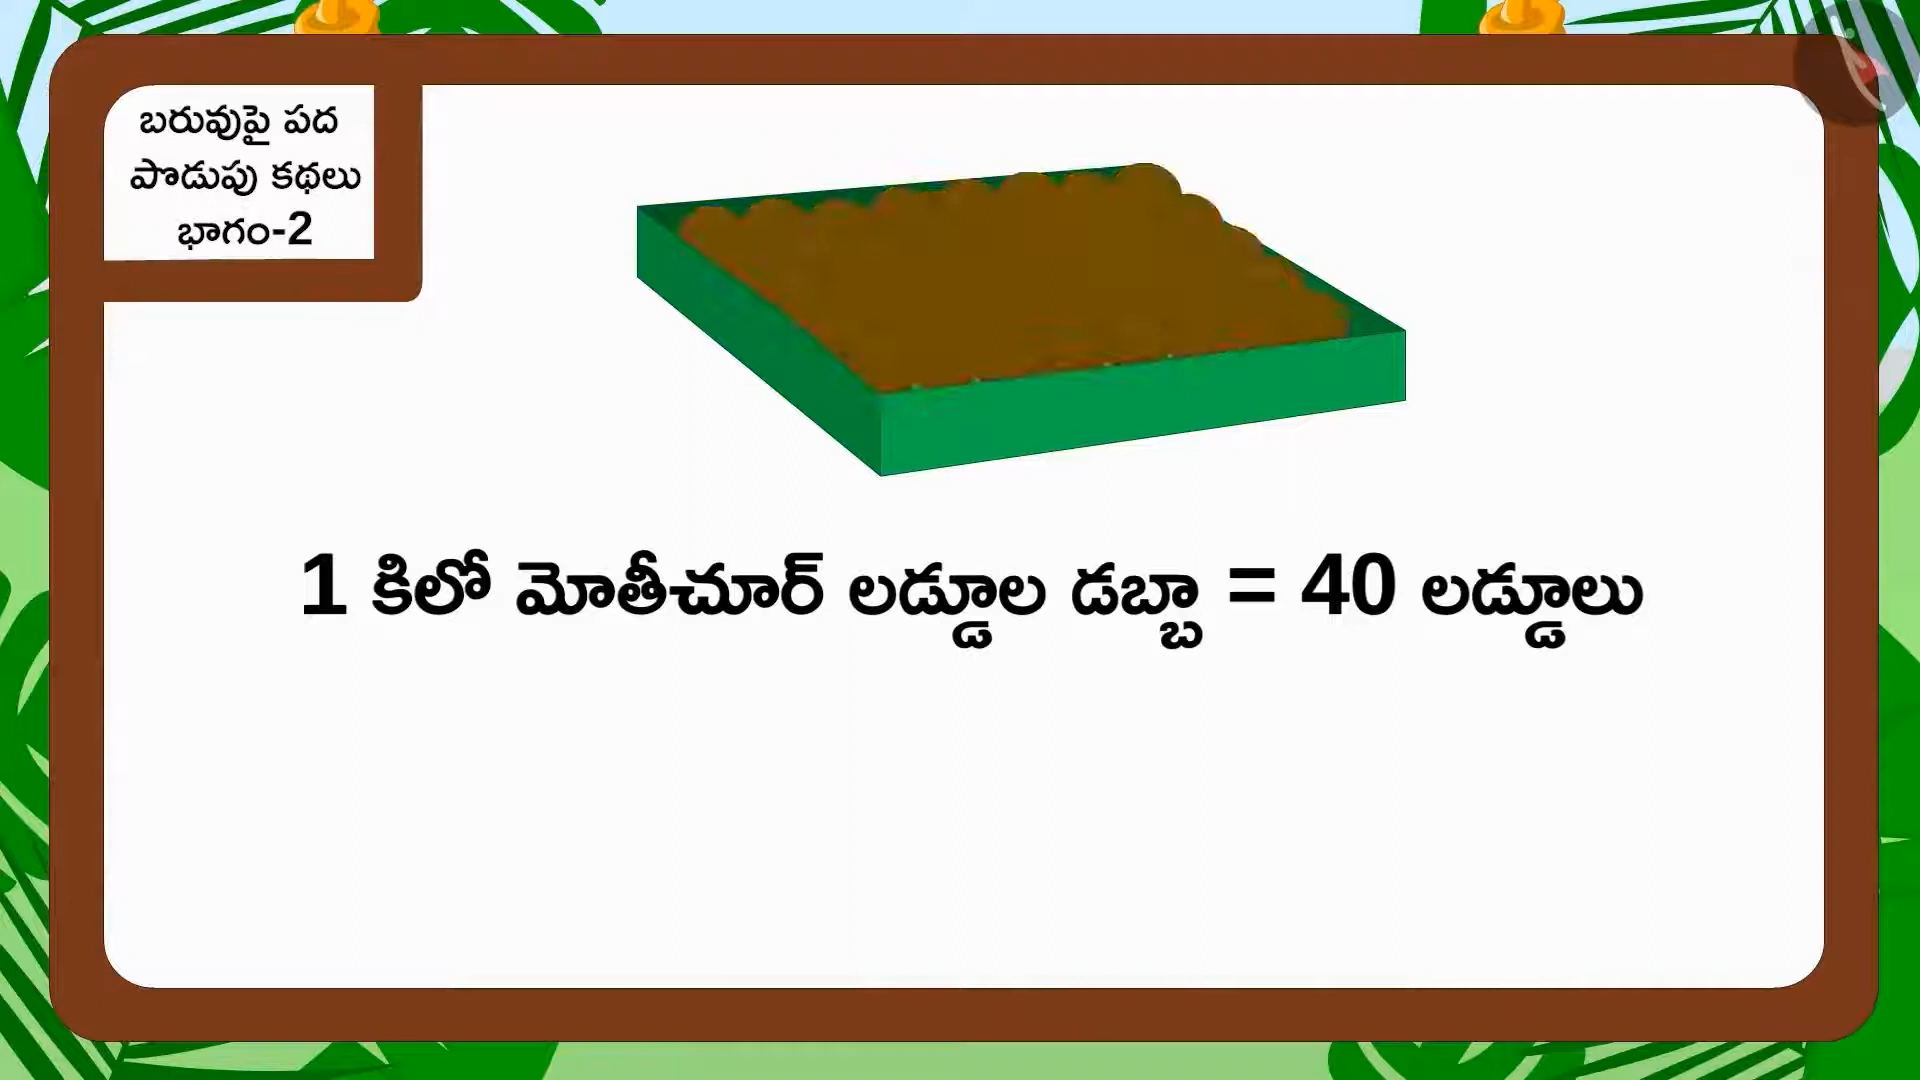 బరువుపై పద
పొడుపు కథలు
భాగం-2
1 కిలో మోతీచూర్ లడ్డూల డబ్బా = 40 లడ్డూలు